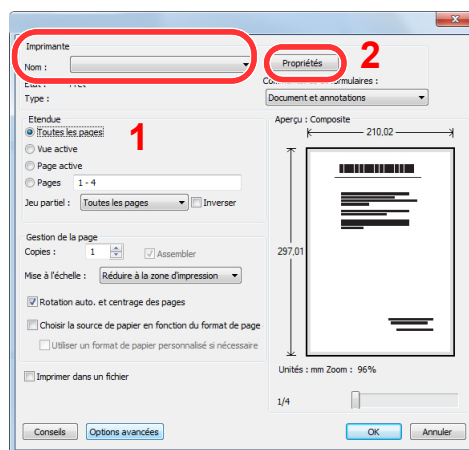 Imprimante
Nom :
Propriétés
2
Type :
Document et annotations
Etendue
Toutes les pages
1
Vue active
Page active
Pages 1 - 4
Jeu partiel : Toutes les pages Inverser
Aperçu : Composite
210,02
297,01
Gestion de la page
Copies : 1 Assembler
Mise à l'échelle : Réduire à la zone d'impression
Rotation auto. et centrage des pages
Choisir la source de papier en fonction du format de page
Utiliser un format de papier personnalisé si nécessaire
Imprimer dans un fichier
Unités : mm Zoom : 96%
1/4
Conseils Options avancées OK Annuler